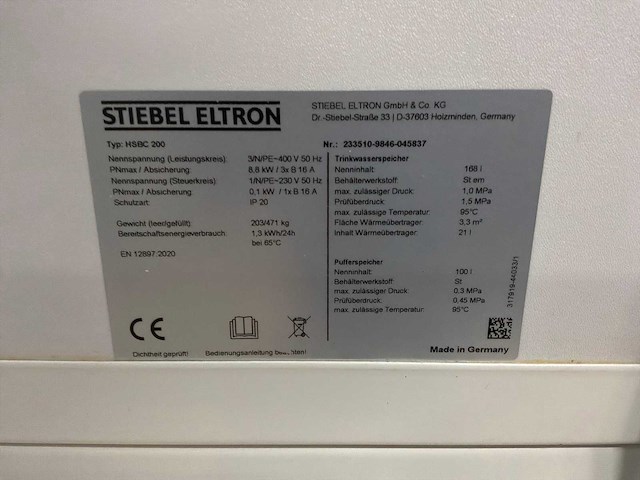 STIEBEL ELTRON
STIEBEL ELTRON GmbH & Co. KG
Dr.-Stiebel-Straße 33 | D-37603 Holzminden, Germany
Typ: HSBC 200
Nr.: 233510-9846-045837
Nennspannung (Leistungskreis): 3/N/PE~400 V 50 Hz
PNmax / Absicherung: 8,8 kW / 3x B 16 A
Nennspannung (Steuerkreis): 1/N/PE~230 V 50 Hz
PNmax / Absicherung: 0,1 kW / 1x B 16 A
Schutzart: IP 20
Gewicht (leer/gefüllt): 203/471 kg
Bereitschaftsenergieverbrauch: 1,3 kWh/24h
bei 65°C
EN 12897:2020
Trinkwasserspeicher
Nenninhalt: 168 l
Behälterwerkstoff: St em
max. zulässiger Druck: 1,0 MPa
Prüfüberdruck: 1,5 MPa
max. zulässige Temperatur: 95°C
Fläche Wärmeübertrager: 3,3 m²
Inhalt Wärmeübertrager: 21 l
Pufferspeicher
Nenninhalt: 100 l
Behälterwerkstoff: St
max. zulässiger Druck: 0,3 MPa
Prüfüberdruck: 0,45 MPa
max. zulässige Temperatur: 95°C
317919-44033/1
CE
Dichtheit geprüft!
Bedienungsanleitung
Made in Germany